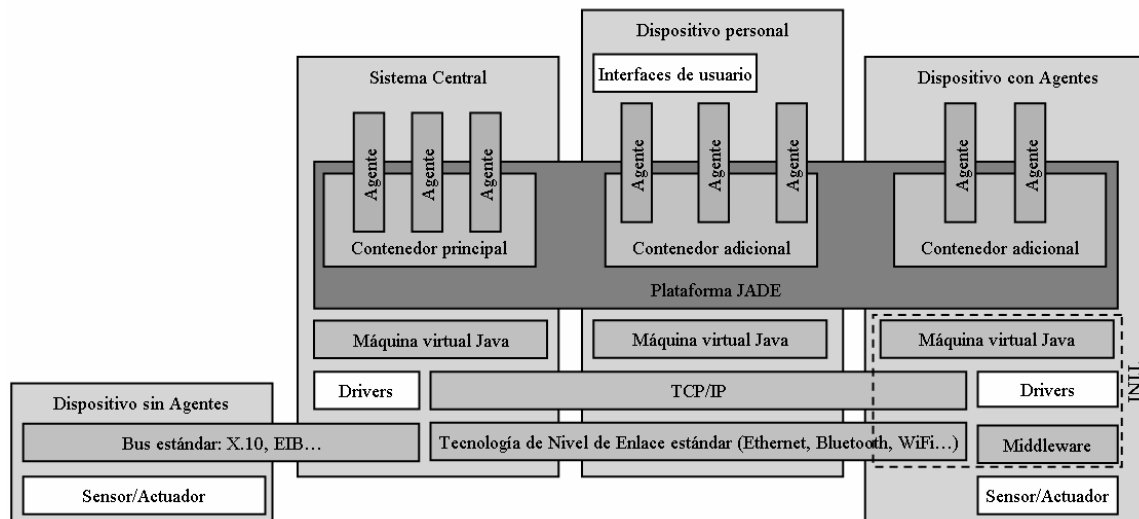 Dispositivo personal
Interfaces de usuario
Sistema Central
Dispositivo con Agentes
Agente
Agente
Agente
Agente
Agente
Agente
Agente
Agente
Contenedor principal
Contenedor adicional
Contenedor adicional
Plataforma JADE
Máquina virtual Java
Máquina virtual Java
Máquina virtual Java
TINI
Drivers
TCP/IP
Drivers
Dispositivo sin Agentes
Bus estándar: X.10, EIB…
Tecnología de Nivel de Enlace estándar (Ethernet, Bluetooth, WiFi…)
Middleware
Sensor/Actuador
Sensor/Actuador